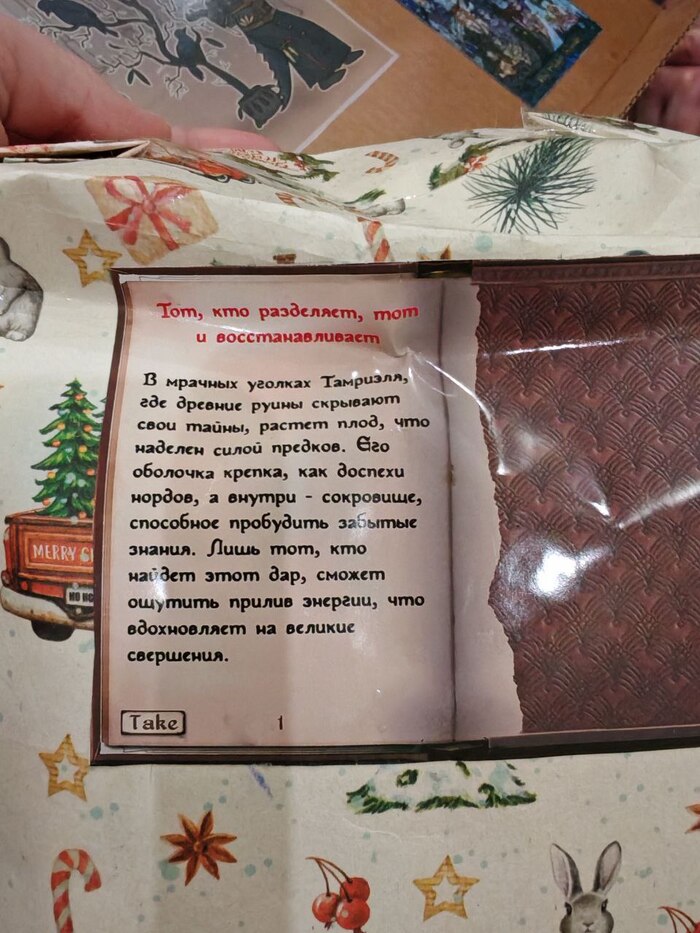 Тот, кто разделяет, тот
и восстанавливает
В мрачных уголках Тамриэля,
где древние руины скрывают
свои тайны, растет плод, что
наделен силой предков. Его
оболочка крепка, как доспехи
нордов, а внутри - сокровище,
способное пробудить забытые
знания. Лишь тот, кто
найдет этот дар, сможет
ощутить прилив энергии, что
вдохновляет на великие
свершения.
Take 1
MERRY